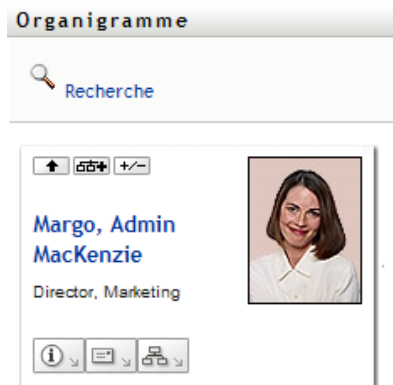 Organigramme
Recherche
+/-
Margo, Admin
MacKenzie
Director, Marketing